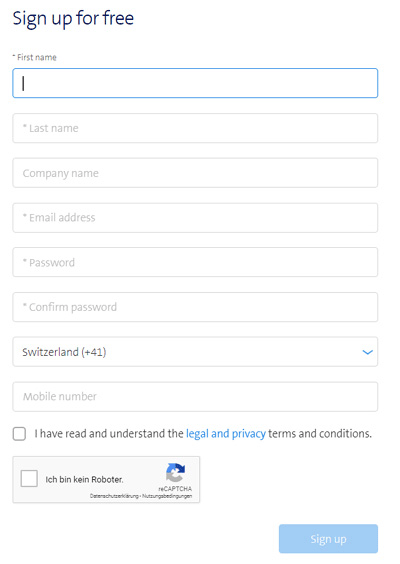 Sign up for free
* First name
* Last name
Company name
* Email address
* Password
* Confirm password
Switzerland (+41)
Mobile number
I have read and understand the legal and privacy terms and conditions.
Ich bin kein Roboter.
reCAPTCHA
Datenschutzerklärung - Nutzungsbedingungen
Sign up